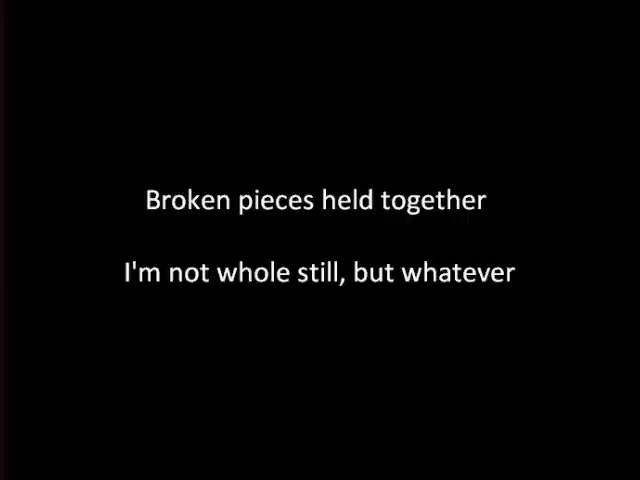 Broken pieces held together
I'm not whole still, but whatever